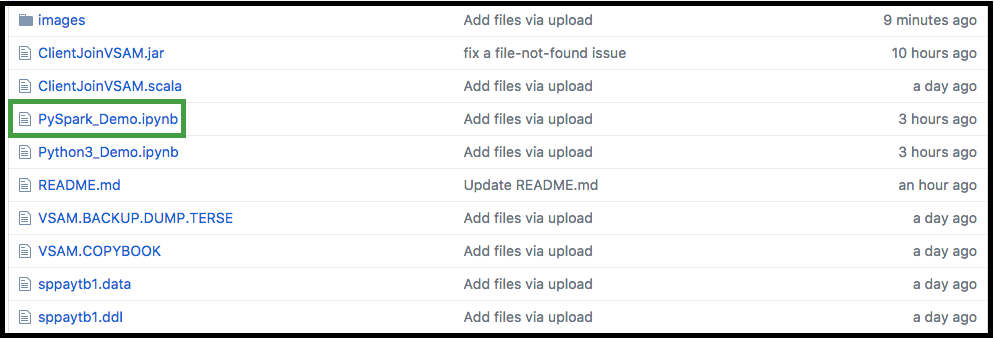 images Add files via upload 9 minutes ago
ClientJoinVSAM.jar fix a file-not-found issue 10 hours ago
ClientJoinVSAM.scala Add files via upload a day ago
PySpark_Demo.ipynb Add files via upload 3 hours ago
Python3_Demo.ipynb Add files via upload 3 hours ago
README.md Update README.md an hour ago
VSAM.BACKUP.DUMP.TERSE Add files via upload a day ago
VSAM.COPYBOOK Add files via upload a day ago
sppaytb1.data Add files via upload a day ago
sppaytb1.ddl Add files via upload a day ago